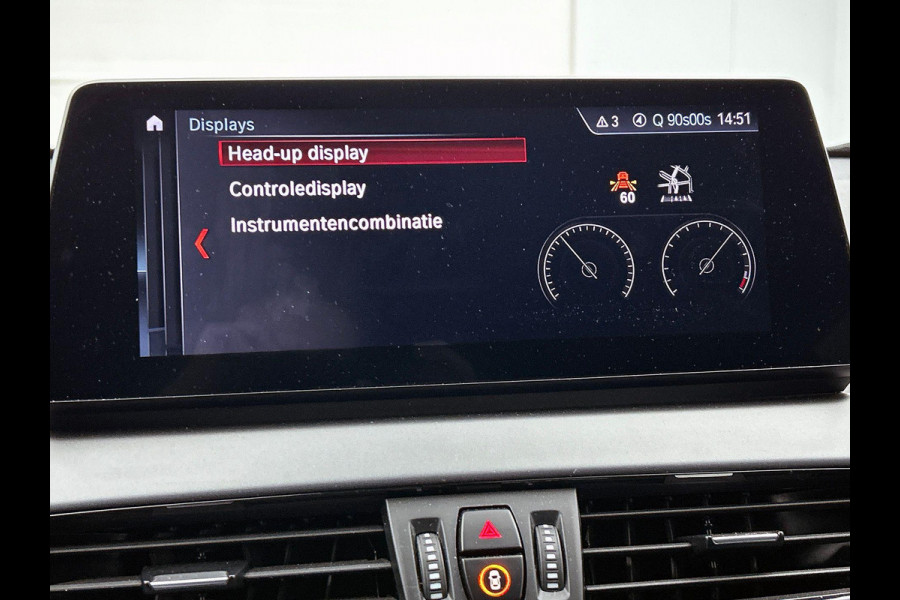 Displays
3 Q 90s00s 14:51
Head-up display
Controledisplay
Instrumentencombinatie
60